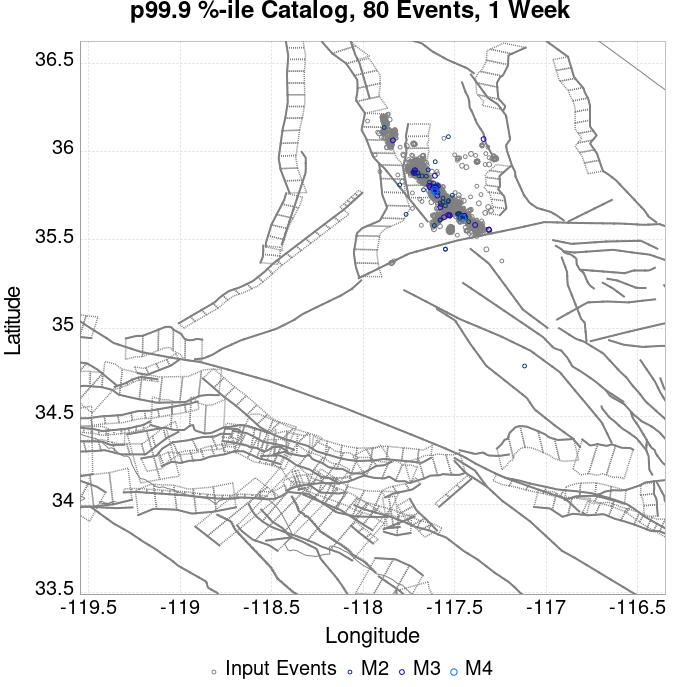 p99.9 %-ile Catalog, 80 Events, 1 Week
36.5
36
35.5
35
34.5
34
33.5
Latitude
-119.5 -119 -118.5 -118 -117.5 -117 -116.5
Longitude
Input Events M2 M3 M4